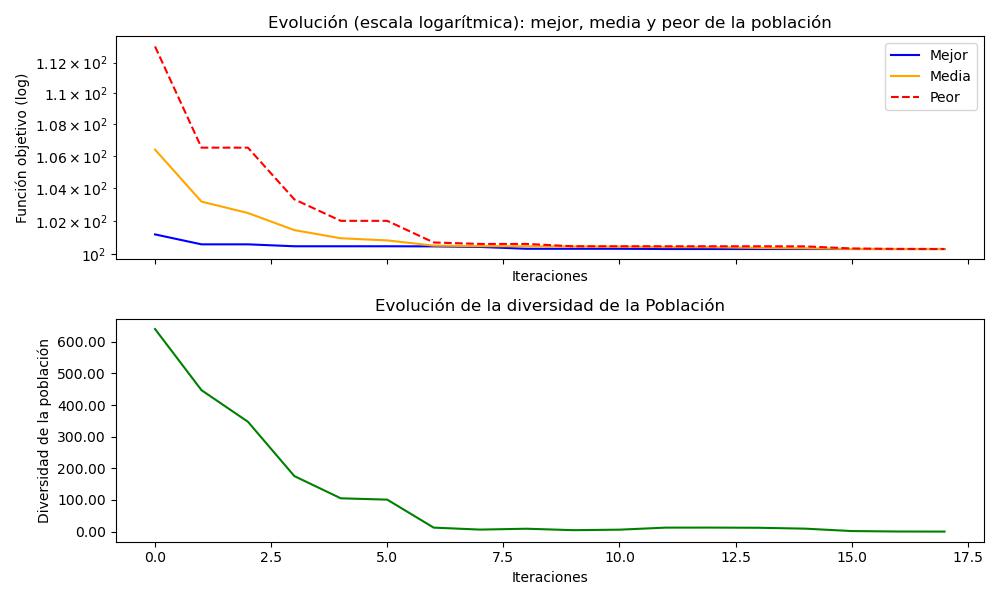 Evolución (escala logarítmica): mejor, media y peor de la población
Función objetivo (log)
1.12 × 10²
1.1 × 10²
1.08 × 10²
1.06 × 10²
1.04 × 10²
1.02 × 10²
10²
Mejor
Media
Peor
Iteraciones
Evolución de la diversidad de la Población
Diversidad de la población
600.00
500.00
400.00
300.00
200.00
100.00
0.00
0.0 2.5 5.0 7.5 10.0 12.5 15.0 17.5
Iteraciones